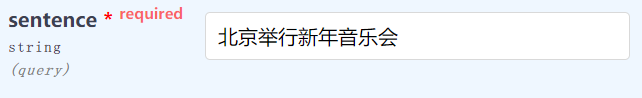 sentence * required
北京举行新年音乐会
string
(query)